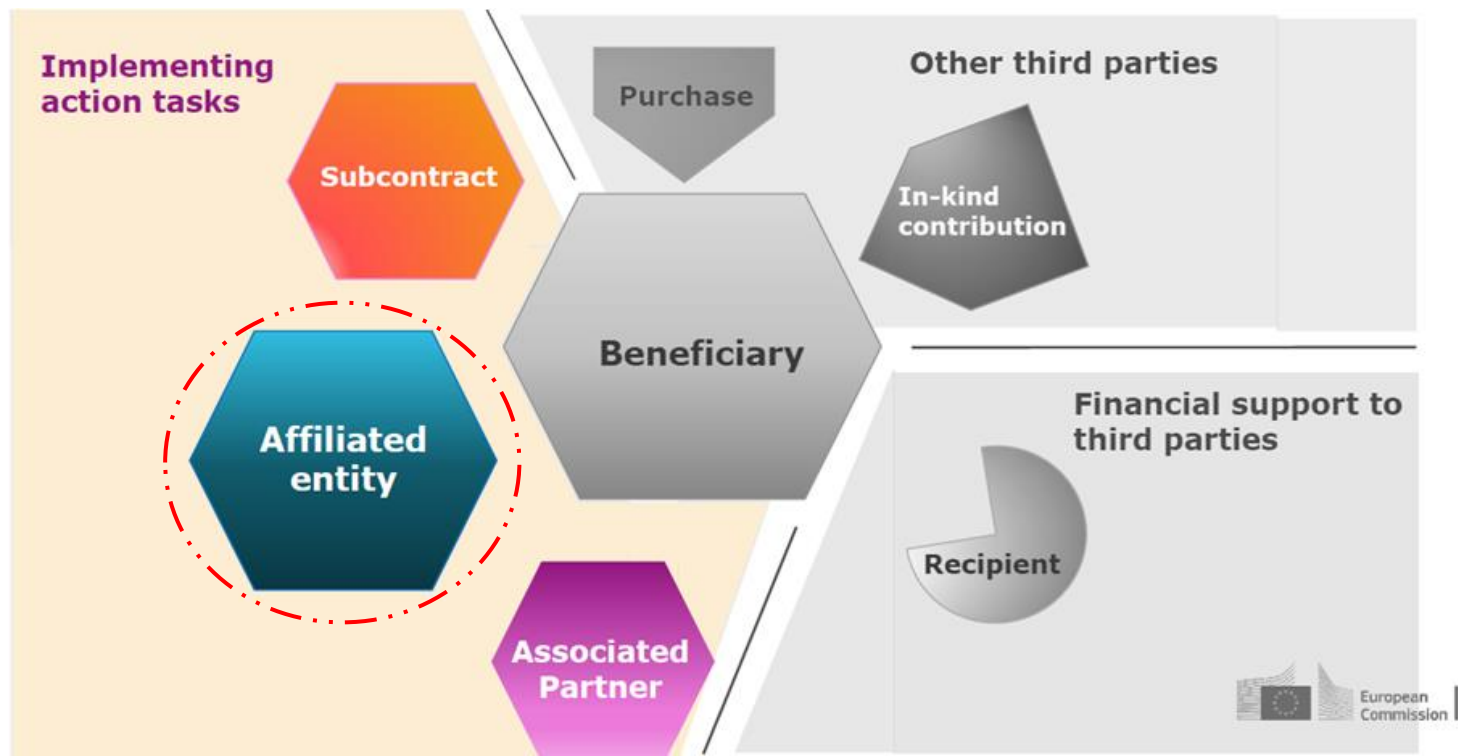 Implementing
action tasks
Subcontract
Affiliated
entity
Associated
Partner
Purchase
Beneficiary
Other third parties
In-kind
contribution
Financial support to
third parties
Recipient
European
Commission